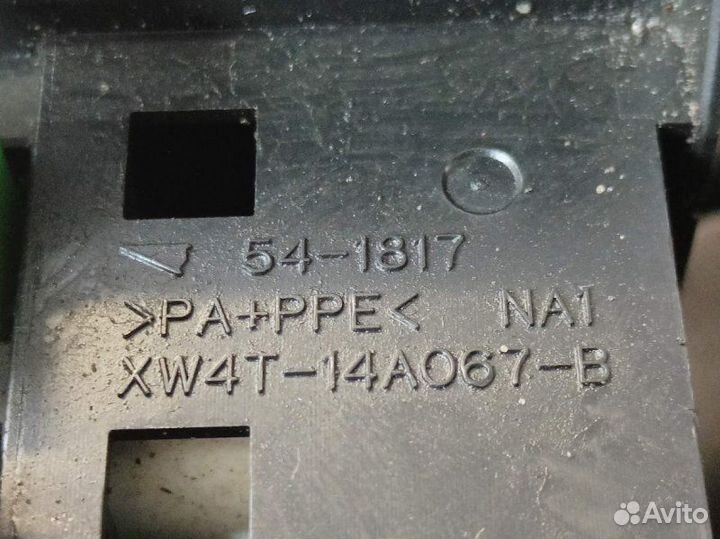 54-1817
>PA+PPE< NA1
XW4T-14A067-B
Avito